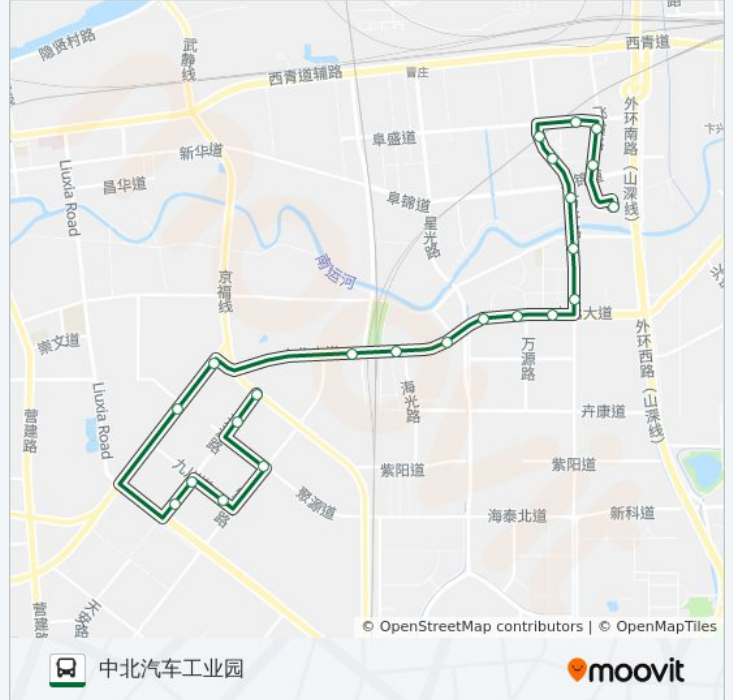 隐贤村路
武静线
西青道
西青道辅路
曹庄
外环南路（山深线）
阜盛道
新华道
昌华道
Liuxia Road
阜锦道
星光路
南运河
京福线
大道
崇文道
万源路
外环西路（山深线）
Liuxia Road
海光路
卉康道
营建路
紫阳道
紫阳道
聚源道
路
路
海泰北道
新科道
天安路
营建路
© OpenStreetMap contributors | © OpenMapTiles
中北汽车工业园
moovit